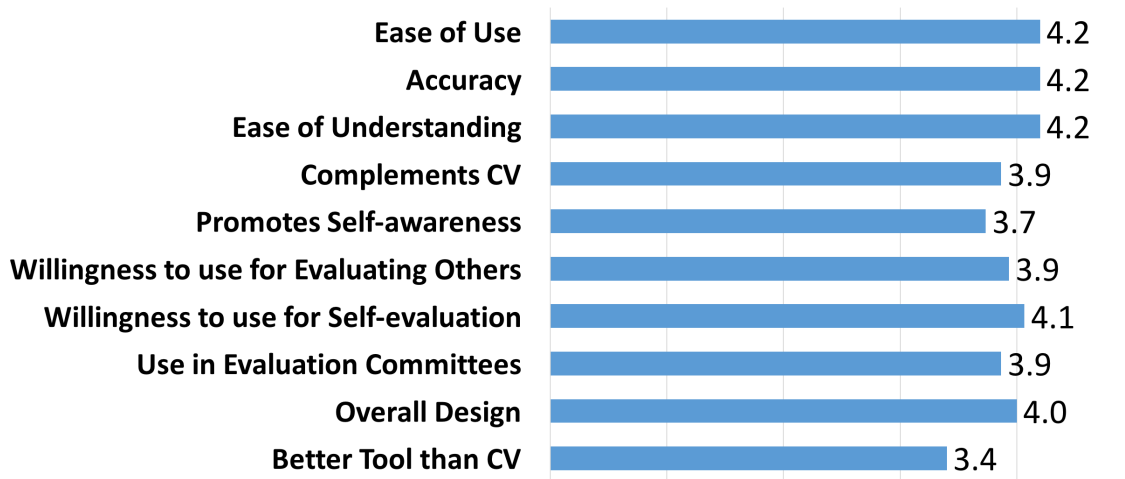 Ease of Use 4.2
Accuracy 4.2
Ease of Understanding 4.2
Complements CV 3.9
Promotes Self-awareness 3.7
Willingness to use for Evaluating Others 3.9
Willingness to use for Self-evaluation 4.1
Use in Evaluation Committees 3.9
Overall Design 4.0
Better Tool than CV 3.4